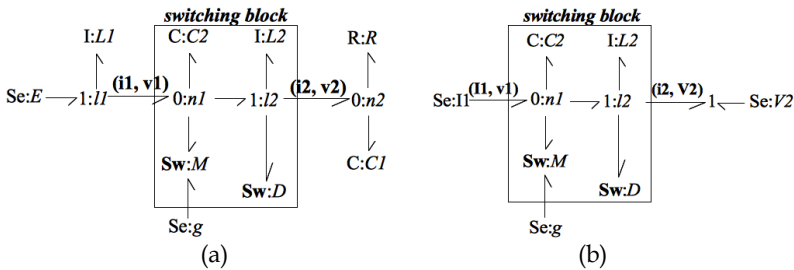 switching block
I:L1 C:C2 I:L2 R:R
Se:E 1:l1 (i1, v1) 0:n1 1:l2 (i2, v2) 0:n2
Sw:M Sw:D C:C1
Se:g
(a)
switching block
C:C2 I:L2
Se:I1 (I1, v1) 0:n1 1:l2 (i2, V2) 1 Se:V2
Sw:M Sw:D
Se:g
(b)